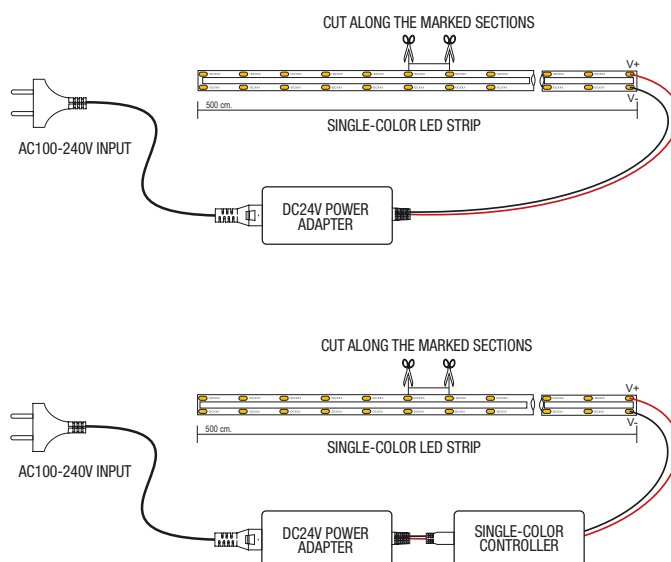 CUT ALONG THE MARKED SECTIONS
V+
V-
500 cm.
SINGLE-COLOR LED STRIP
AC100-240V INPUT
DC24V POWER
ADAPTER
CUT ALONG THE MARKED SECTIONS
V+
V-
500 cm.
SINGLE-COLOR LED STRIP
AC100-240V INPUT
DC24V POWER
ADAPTER
SINGLE-COLOR
CONTROLLER